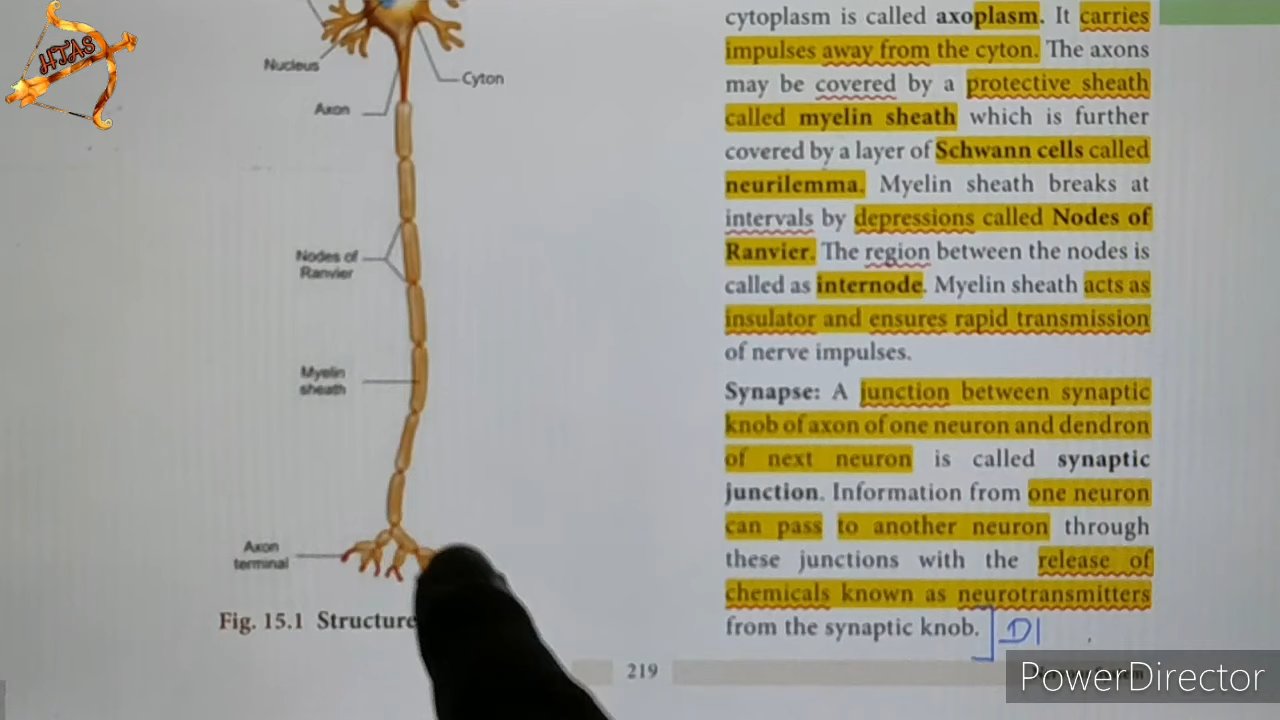 HTAS
Nucleus
Cyton
Axon
Nodes of
Ranvier
Myelin
sheath
Axon
terminal
Fig. 15.1 Structure
cytoplasm is called axoplasm. It carries
impulses away from the cyton. The axons
may be covered by a protective sheath
called myelin sheath which is further
covered by a layer of Schwann cells called
neurilemma. Myelin sheath breaks at
intervals by depressions called Nodes of
Ranvier. The region between the nodes is
called as internode. Myelin sheath acts as
insulator and ensures rapid transmission
of nerve impulses.
Synapse: A junction between synaptic
knob of axon of one neuron and dendron
of next neuron is called synaptic
junction. Information from one neuron
can pass to another neuron through
these junctions with the release of
chemicals known as neurotransmitters
from the synaptic knob.
D1
219
PowerDirector